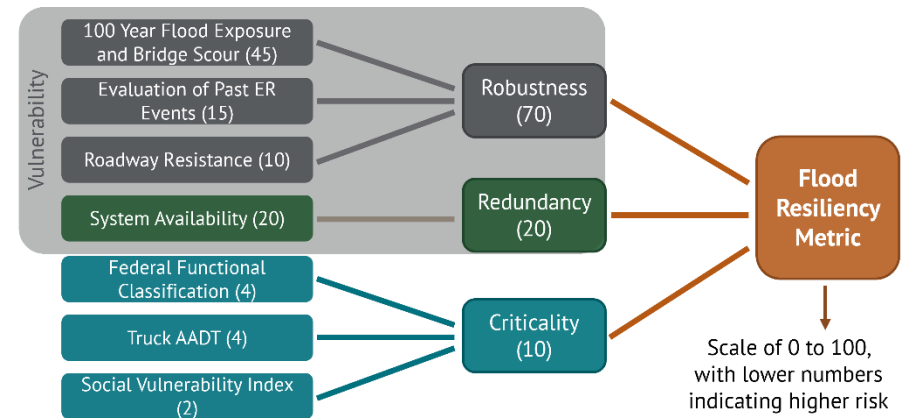 Vulnerability
100 Year Flood Exposure
and Bridge Scour (45)
Evaluation of Past ER
Events (15)
Roadway Resistance (10)
System Availability (20)
Federal Functional
Classification (4)
Truck AADT (4)
Social Vulnerability Index
(2)
Robustness
(70)
Redundancy
(20)
Criticality
(10)
Flood
Resiliency
Metric
Scale of 0 to 100,
with lower numbers
indicating higher risk